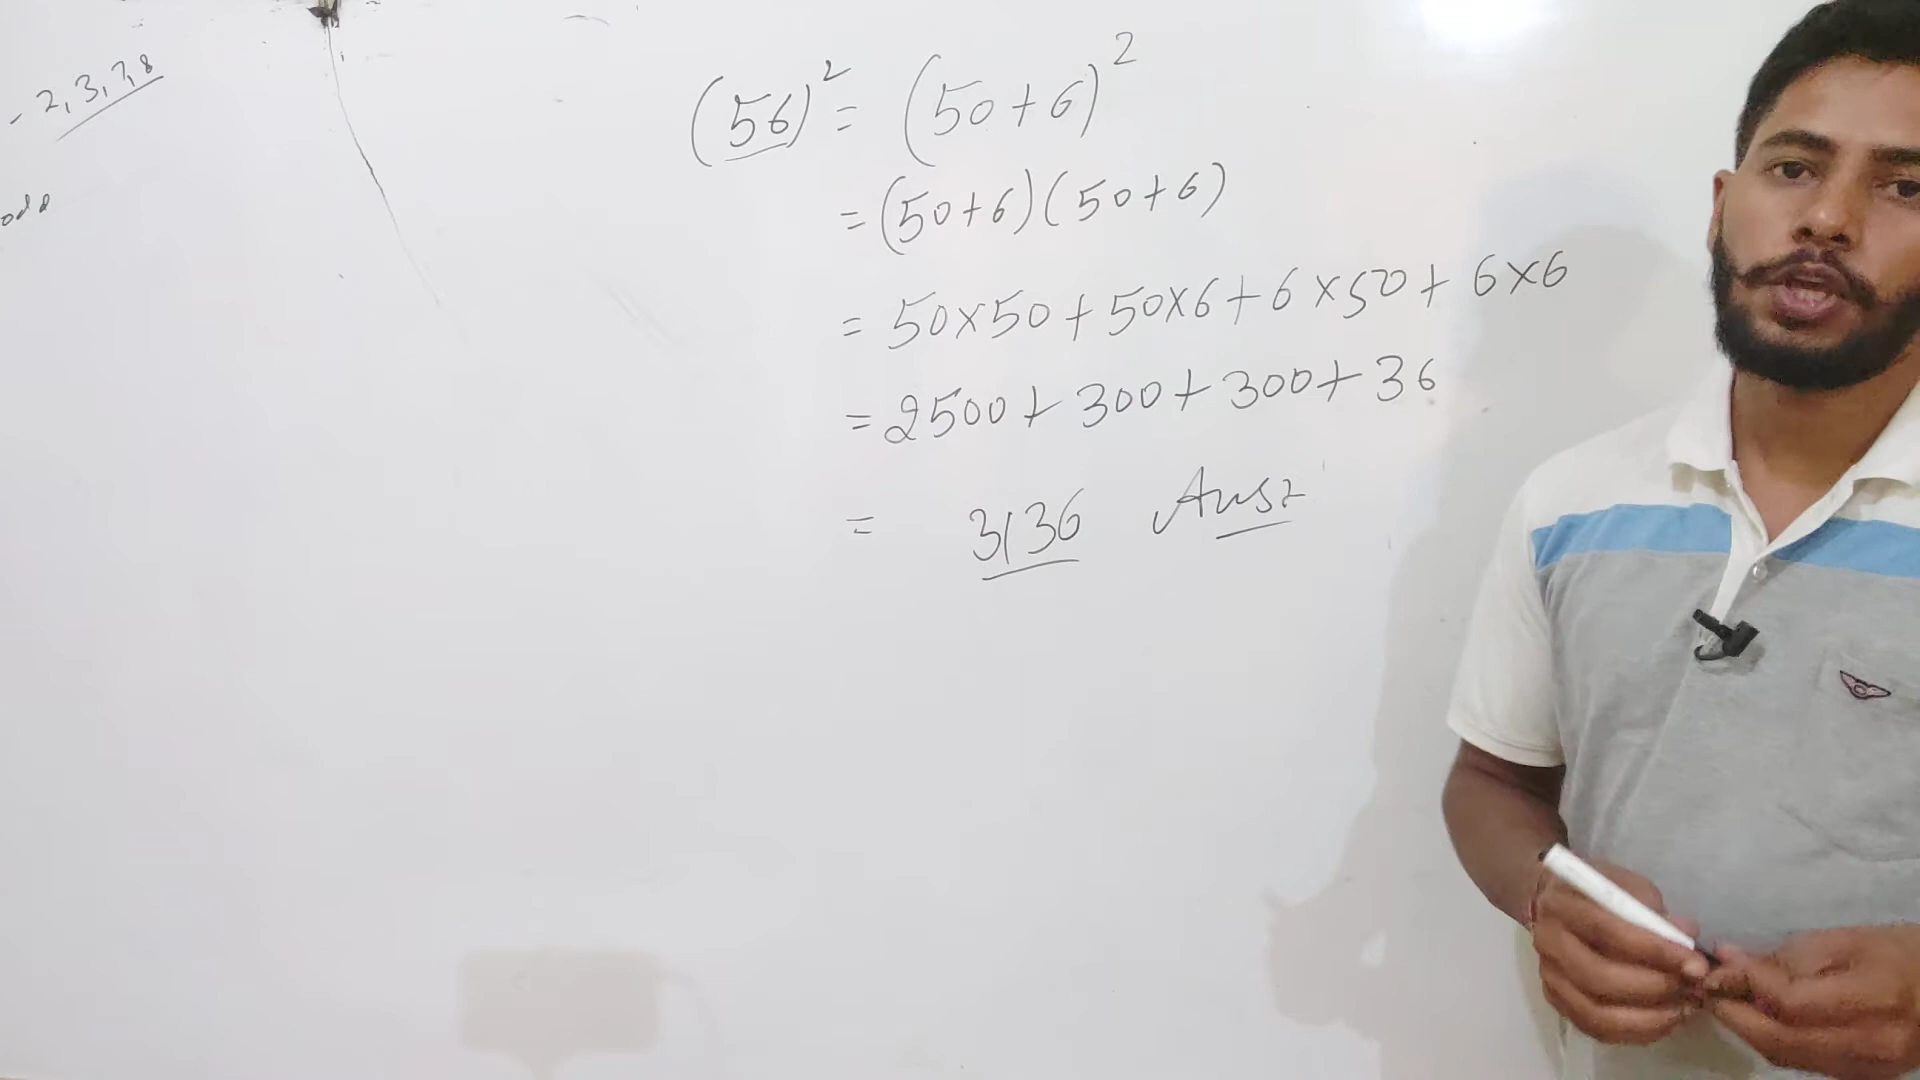 - 2, 3, 7, 8
odd
(56)² = (50+6)²
= (50+6)(50+6)
= 50×50 + 50×6 + 6×50 + 6×6
= 2500 + 300 + 300 + 36
= 3136 Ans